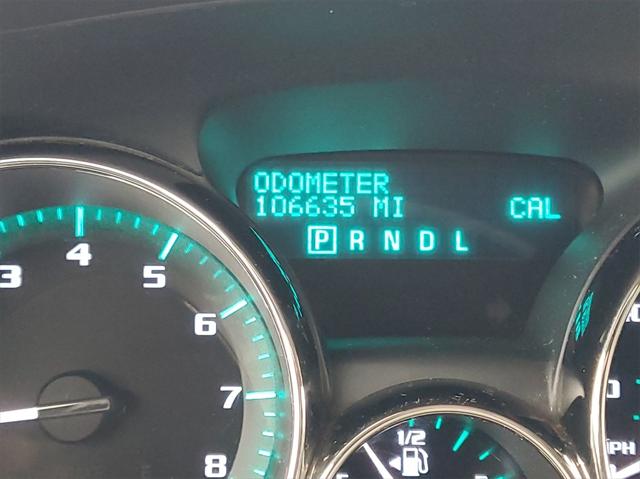 ODOMETER
106635 MI CAL
P R N D L
3 4 5 6 7 8
1/2